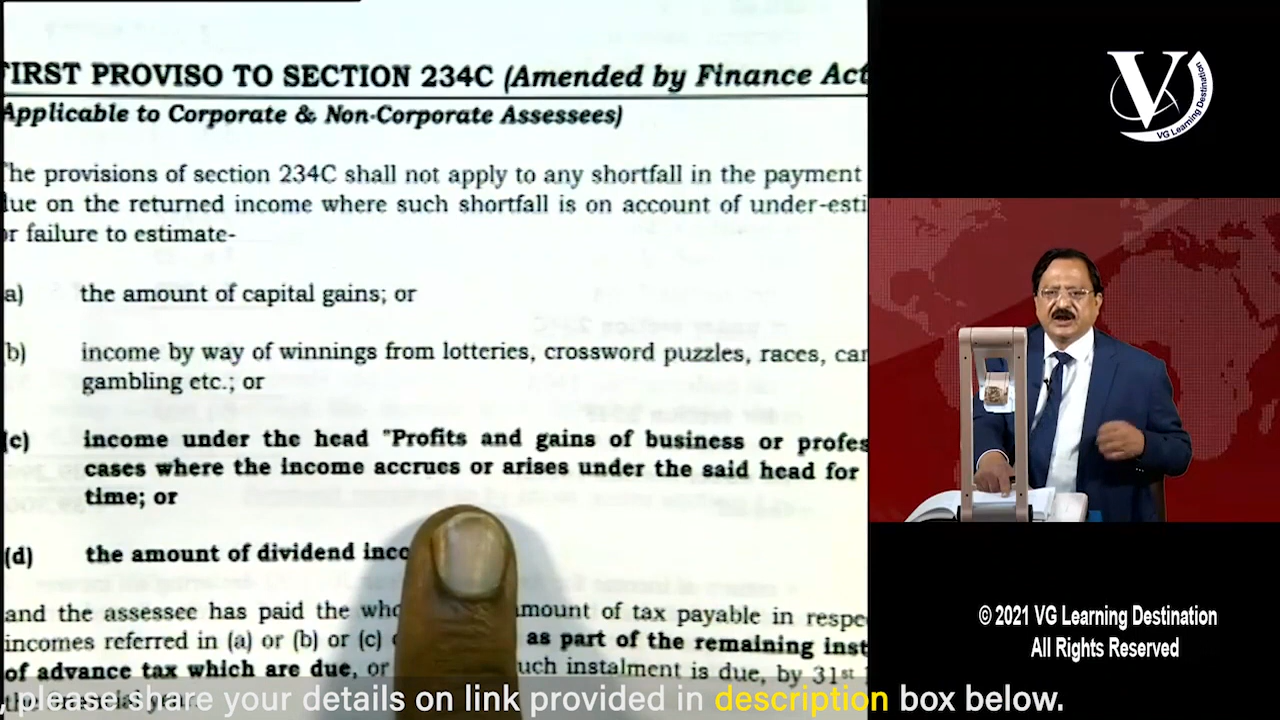 FIRST PROVISO TO SECTION 234C (Amended by Finance Act
Applicable to Corporate & Non-Corporate Assessees)
The provisions of section 234C shall not apply to any shortfall in the payment
due on the returned income where such shortfall is on account of under-esti
or failure to estimate-
a) the amount of capital gains; or
(b) income by way of winnings from lotteries, crossword puzzles, races, car
gambling etc.; or
(c) income under the head "Profits and gains of business or profes
cases where the income accrues or arises under the said head for
time; or
(d) the amount of dividend inco
and the assessee has paid the who amount of tax payable in respe
incomes referred in (a) or (b) or (c) as part of the remaining inst
of advance tax which are due, or uch instalment is due, by 31st
, please share your details on link provided in description box below.
V
VG Learning Destination
© 2021 VG Learning Destination
All Rights Reserved